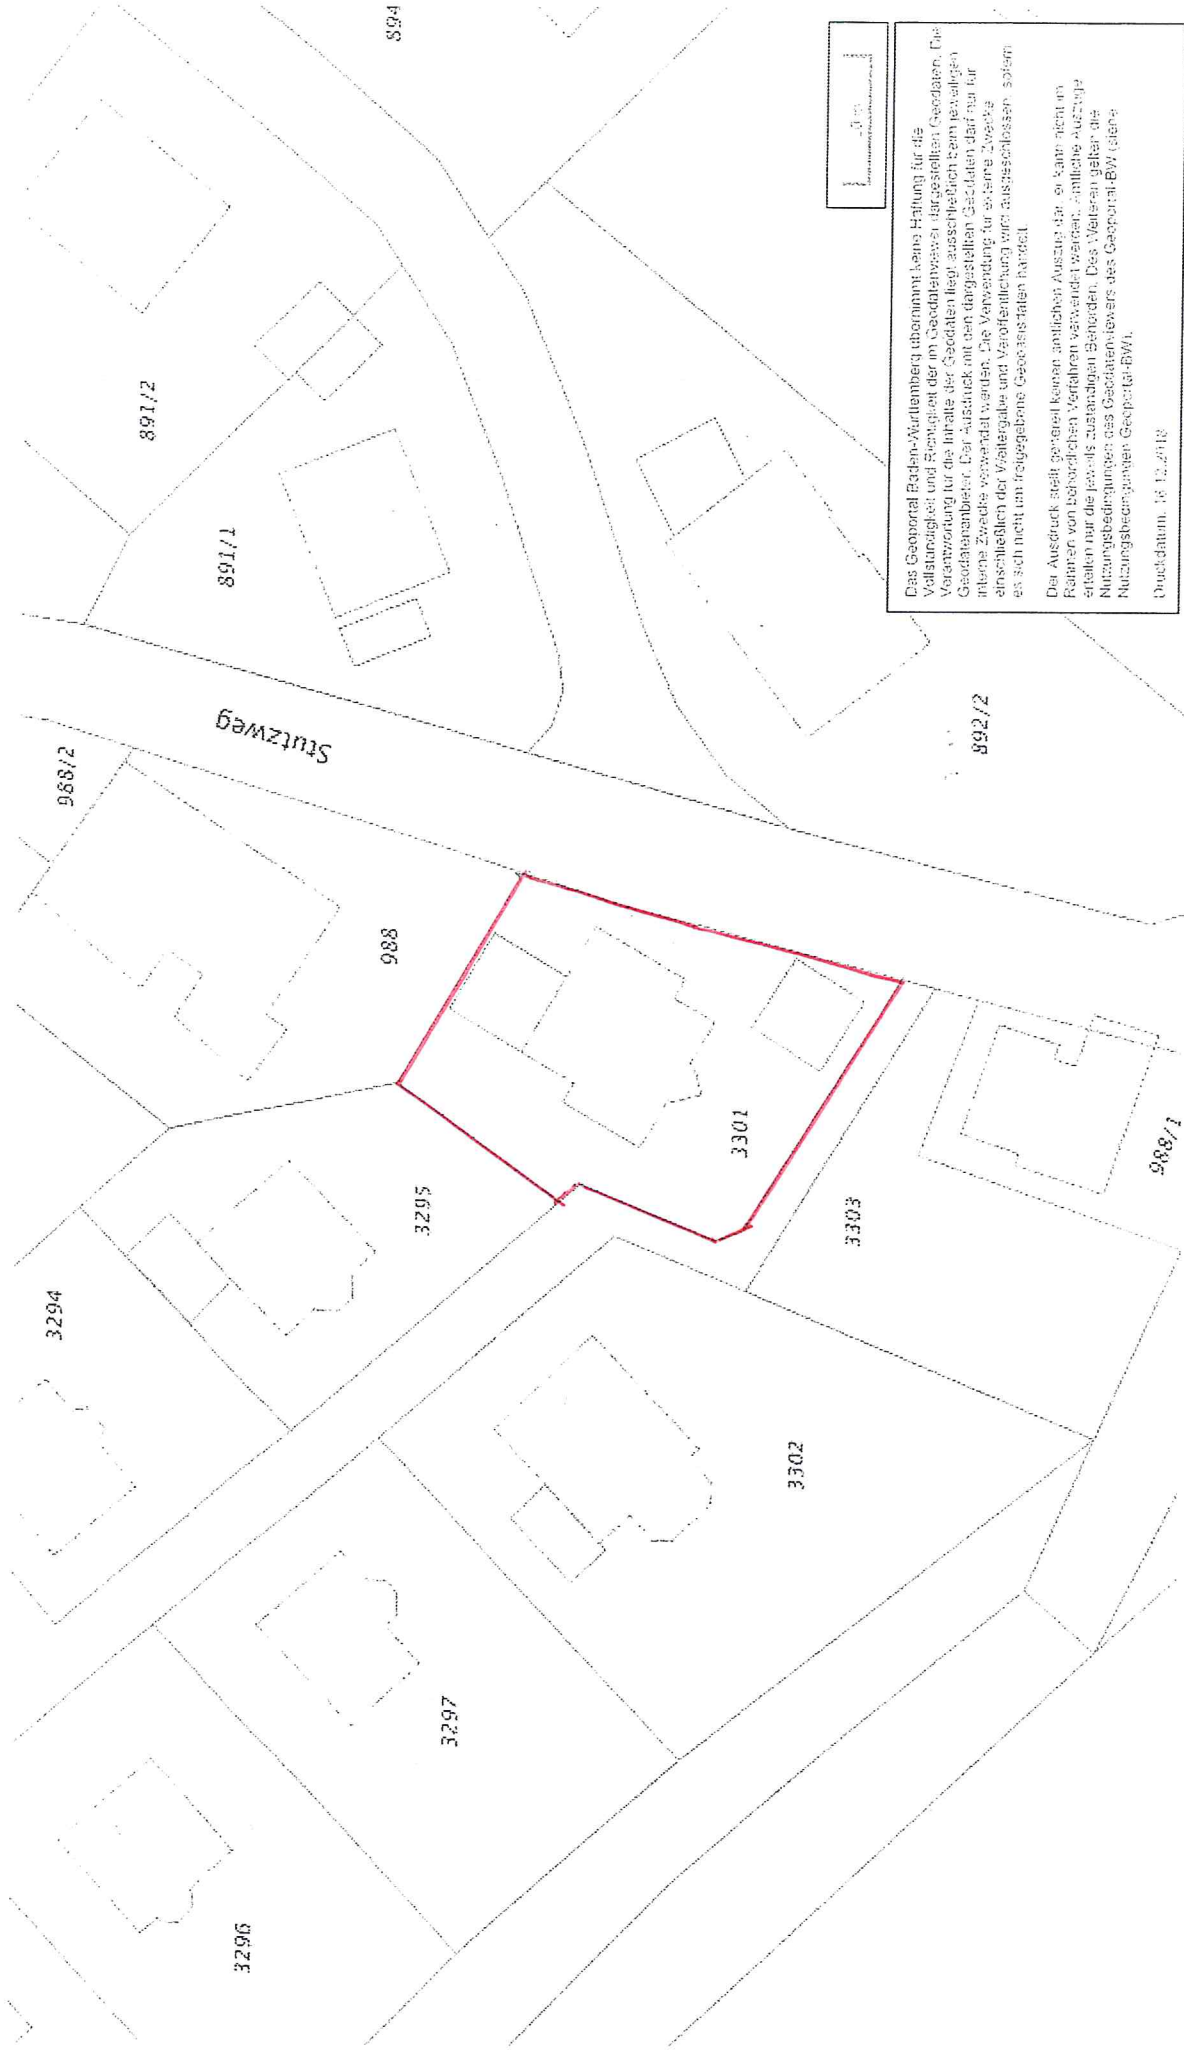 894
891/2
891/1
Stutzweg
988/2
988
892/2
3301
3295
3294
3303
988/1
3302
3297
3296
Das Geoportal Baden-Württemberg übernimmt keine Haftung für die
Vollständigkeit und Richtigkeit der im Geodatenviewer dargestellten Geodaten. Die
Verantwortung für die Inhalte der Geodaten liegt ausschließlich beim jeweiligen
Geodatenanbieter. Der Ausdruck mit den dargestellten Geodaten darf nur für
interne Zwecke verwendet werden. Die Verwendung für externe Zwecke
einschließlich der Weitergabe und Veröffentlichung wird ausgeschlossen, sofern
es sich nicht um freigegebene Geobasisdaten handelt.
Der Ausdruck stellt generell keinen amtlichen Auszug dar, er kann nicht im
Rahmen von behördlichen Verfahren verwendet werden. Amtliche Auszüge
erteilen nur die jeweils zuständigen Behörden. Des Weiteren gelten die
Nutzungsbedingungen des Geodatenviewers des Geoportal-BW (siehe
Nutzungsbedingungen Geoportal-BW).
Druckdatum: 16.12.2018